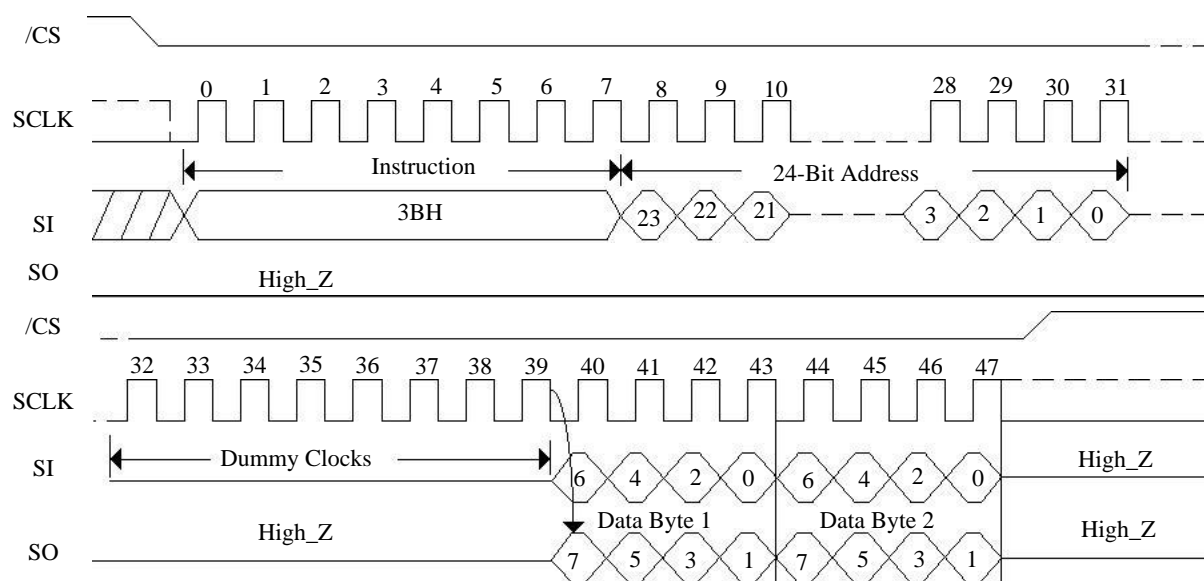 /CS
0 1 2 3 4 5 6 7 8 9 10 28 29 30 31
SCLK
Instruction 24-Bit Address
SI 3BH 23 22 21 3 2 1 0
SO High_Z
/CS
32 33 34 35 36 37 38 39 40 41 42 43 44 45 46 47
SCLK
SI Dummy Clocks 6 4 2 0 6 4 2 0 High_Z
High_Z Data Byte 1 Data Byte 2 High_Z
SO 7 5 3 1 7 5 3 1